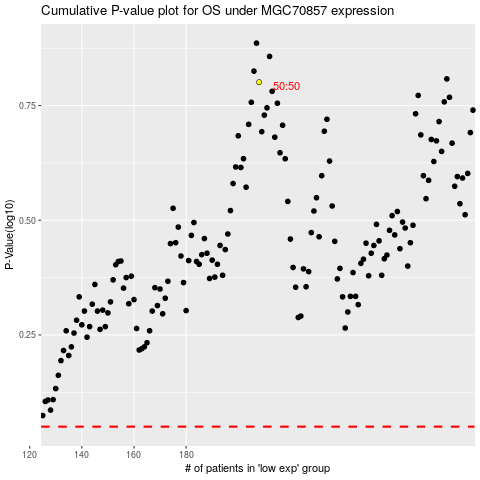 Cumulative P-value plot for OS under MGC70857 expression
50:50
0.75
0.50
0.25
P-Value(log10)
120 140 160 180
# of patients in 'low exp' group